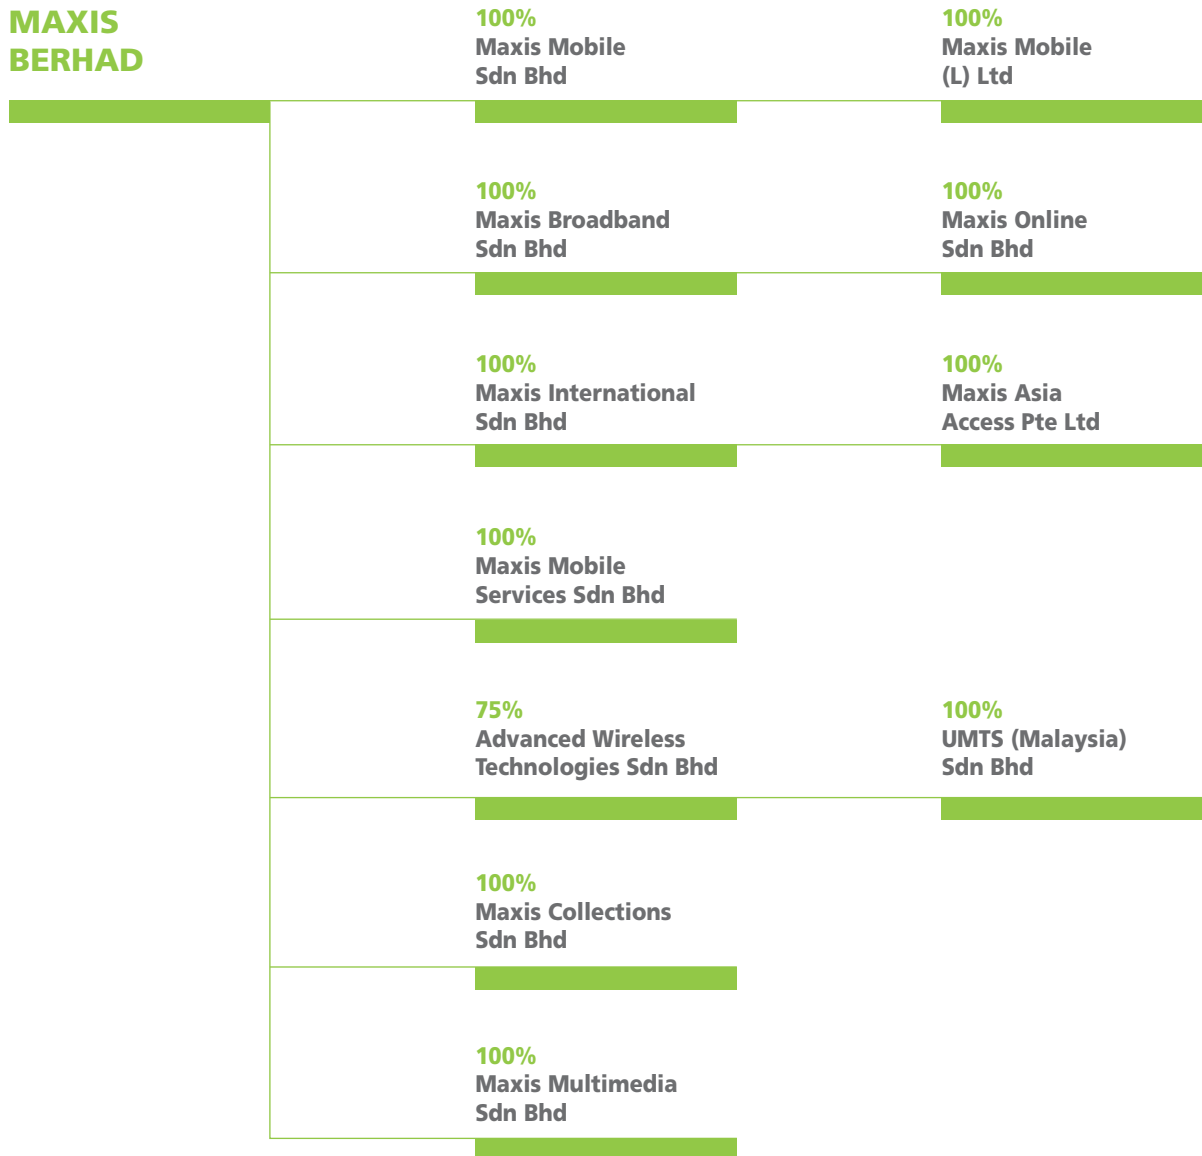 MAXIS
BERHAD
100%
Maxis Mobile
Sdn Bhd
100%
Maxis Mobile
(L) Ltd
100%
Maxis Broadband
Sdn Bhd
100%
Maxis Online
Sdn Bhd
100%
Maxis International
Sdn Bhd
100%
Maxis Asia
Access Pte Ltd
100%
Maxis Mobile
Services Sdn Bhd
75%
Advanced Wireless
Technologies Sdn Bhd
100%
UMTS (Malaysia)
Sdn Bhd
100%
Maxis Collections
Sdn Bhd
100%
Maxis Multimedia
Sdn Bhd